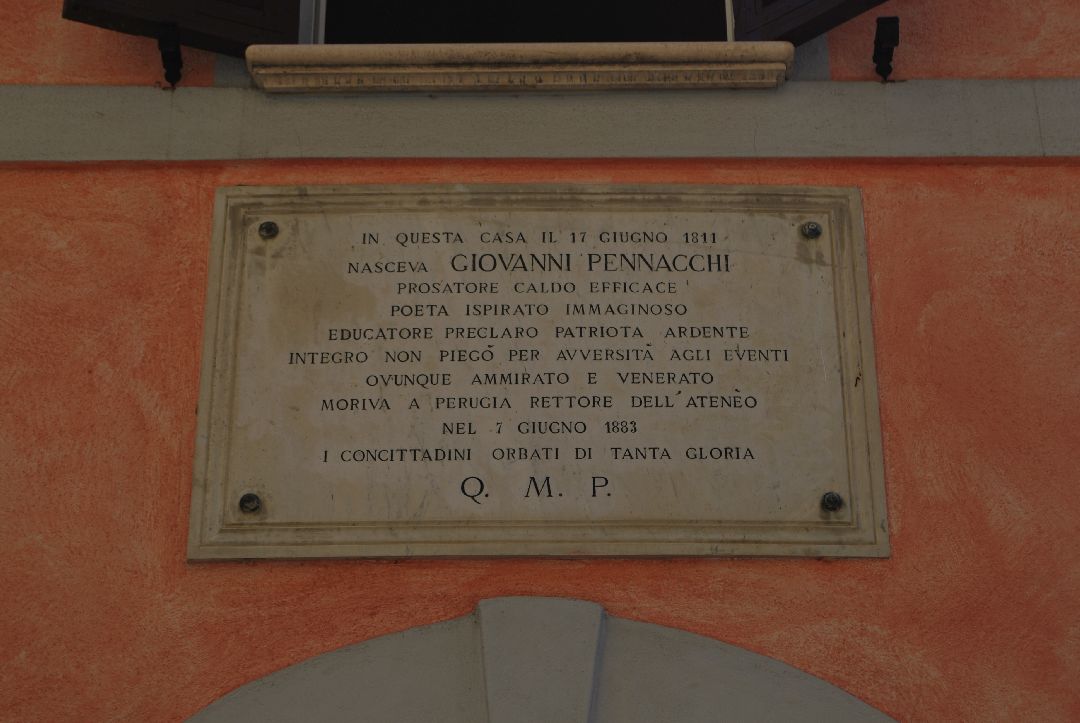 IN QUESTA CASA IL 17 GIUGNO 1811
NASCEVA GIOVANNI PENNACCHI
PROSATORE CALDO EFFICACE
POETA ISPIRATO IMMAGINOSO
EDUCATORE PRECLARO PATRIOTA ARDENTE
INTEGRO NON PIEGÒ PER AVVERSITÀ AGLI EVENTI
OVUNQUE AMMIRATO E VENERATO
MORIVA A PERUGIA RETTORE DELL'ATENÈO
NEL 7 GIUGNO 1883
I CONCITTADINI ORBATI DI TANTA GLORIA
Q. M. P.